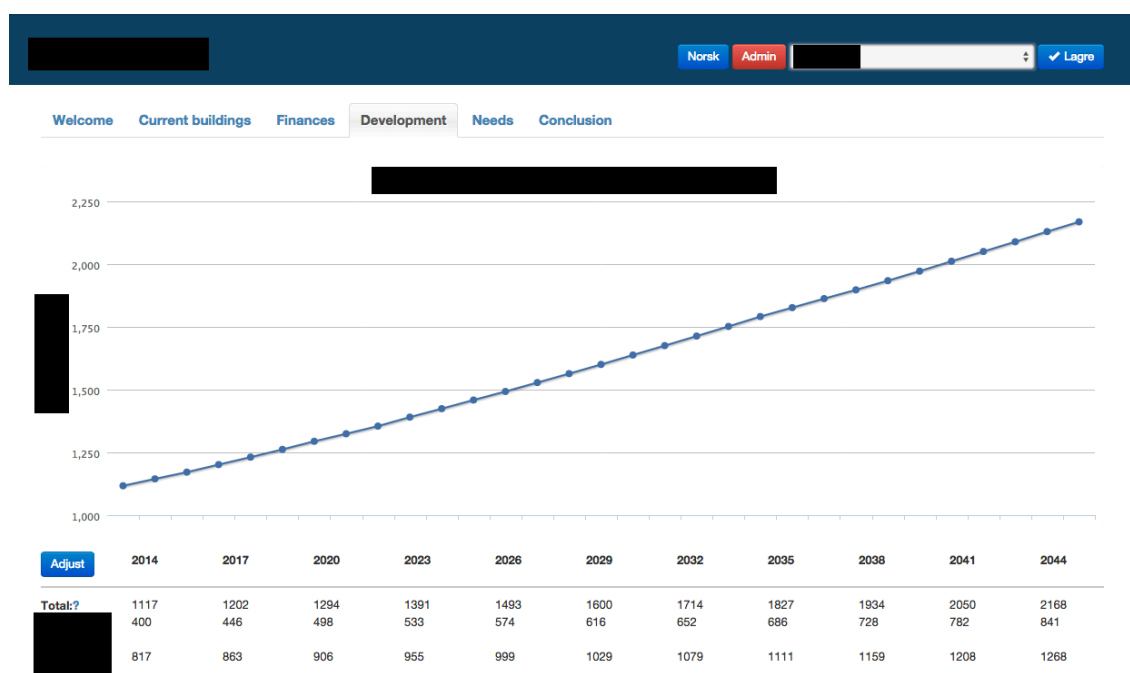 Norsk Admin Lagre
Welcome Current buildings Finances Development Needs Conclusion
2,250
2,000
1,750
1,500
1,250
1,000
Adjust 2014 2017 2020 2023 2026 2029 2032 2035 2038 2041 2044
Total:? 1117 1202 1294 1391 1493 1600 1714 1827 1934 2050 2168
400 446 498 533 574 616 652 686 728 782 841
817 863 906 955 999 1029 1079 1111 1159 1208 1268